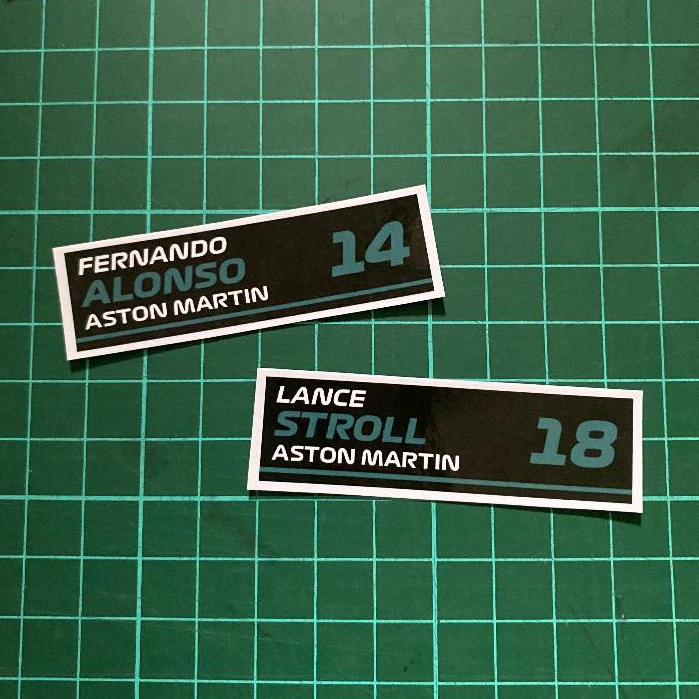 FERNANDO
ALONSO
ASTON MARTIN
14
LANCE
STROLL
ASTON MARTIN
18